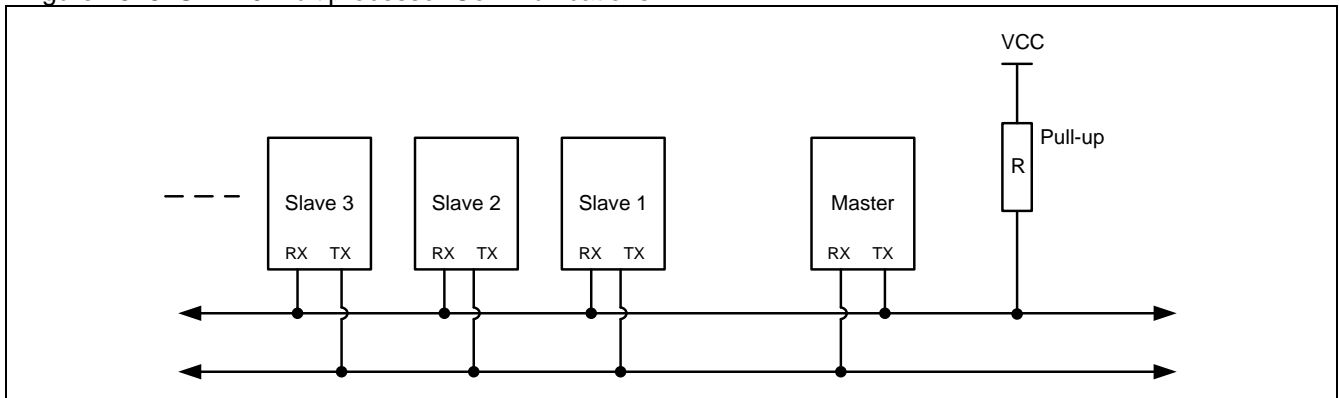 VCC
Pull-up
R
Slave 3
Slave 2
Slave 1
Master
RX TX
RX TX
RX TX
RX TX